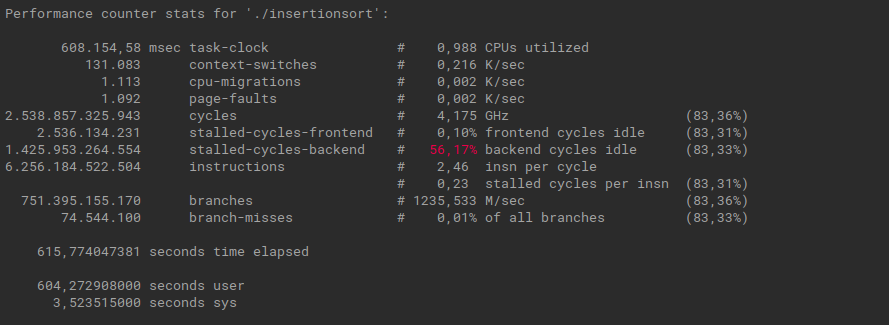 Performance counter stats for './insertionsort':
608.154,58 msec task-clock # 0,988 CPUs utilized
131.083 context-switches # 0,216 K/sec
1.113 cpu-migrations # 0,002 K/sec
1.092 page-faults # 0,002 K/sec
2.538.857.325.943 cycles # 4,175 GHz (83,36%)
2.536.134.231 stalled-cycles-frontend # 0,10% frontend cycles idle (83,31%)
1.425.953.264.554 stalled-cycles-backend # 56,17% backend cycles idle (83,33%)
6.256.184.522.504 instructions # 2,46 insn per cycle
# 0,23 stalled cycles per insn (83,31%)
751.395.155.170 branches # 1235,533 M/sec (83,36%)
74.544.100 branch-misses # 0,01% of all branches (83,33%)
615,774047381 seconds time elapsed
604,272908000 seconds user
3,523515000 seconds sys